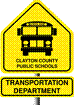 CLAYTON COUNTY
PUBLIC SCHOOLS
TRANSPORTATION
DEPARTMENT